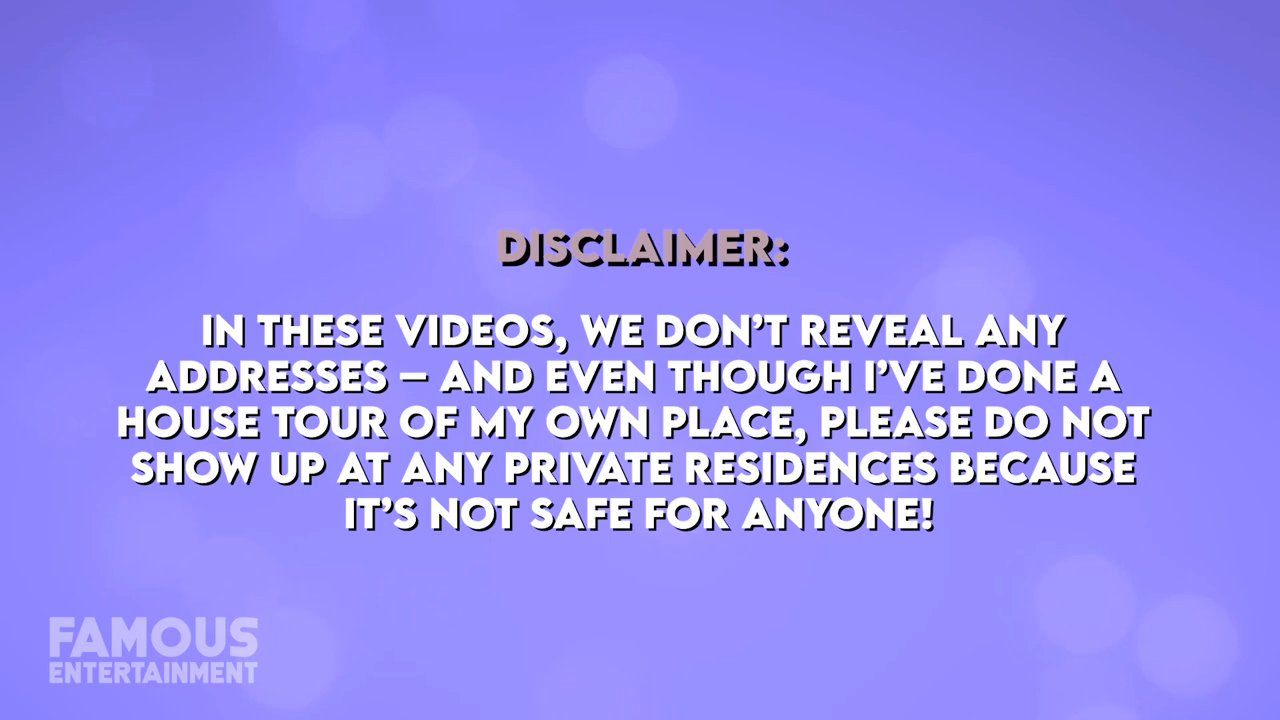 DISCLAIMER:
IN THESE VIDEOS, WE DON'T REVEAL ANY
ADDRESSES – AND EVEN THOUGH I'VE DONE A
HOUSE TOUR OF MY OWN PLACE, PLEASE DO NOT
SHOW UP AT ANY PRIVATE RESIDENCES BECAUSE
IT'S NOT SAFE FOR ANYONE!
FAMOUS
ENTERTAINMENT